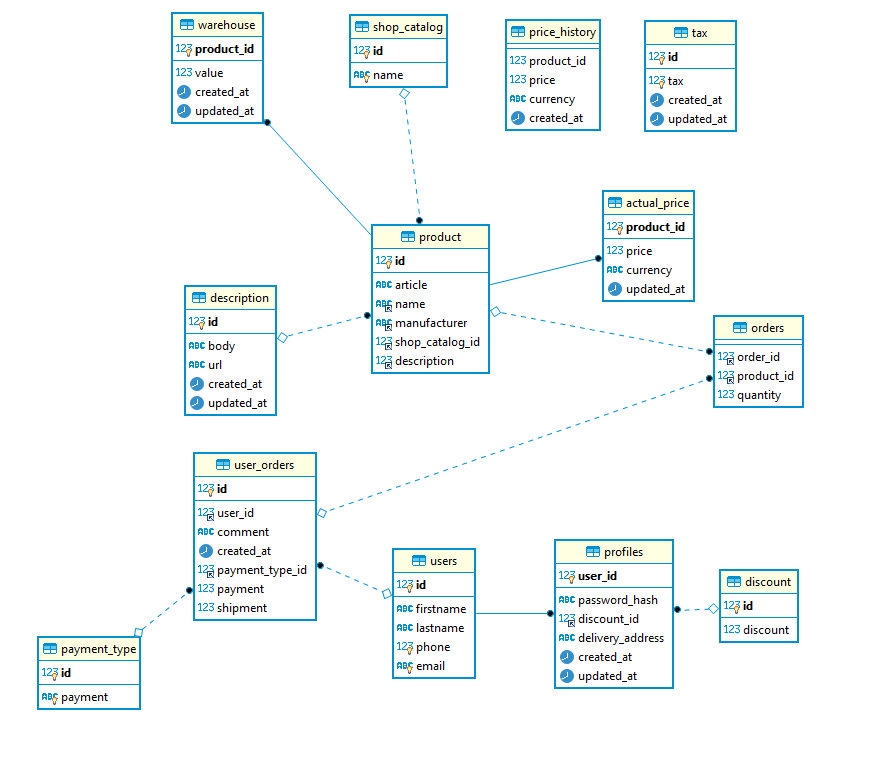 warehouse
123 product_id
123 value
created_at
updated_at
shop_catalog
123 id
ABC name
price_history
123 product_id
123 price
ABC currency
created_at
tax
123 id
123 tax
created_at
updated_at
product
123 id
ABC article
ABC name
ABC manufacturer
123 shop_catalog_id
123 description
actual_price
123 product_id
123 price
ABC currency
updated_at
description
123 id
ABC body
ABC url
created_at
updated_at
orders
123 order_id
123 product_id
123 quantity
user_orders
123 id
123 user_id
ABC comment
created_at
123 payment_type_id
123 payment
123 shipment
users
123 id
ABC firstname
ABC lastname
123 phone
ABC email
profiles
123 user_id
ABC password_hash
123 discount_id
ABC delivery_address
created_at
updated_at
discount
123 id
123 discount
payment_type
123 id
ABC payment